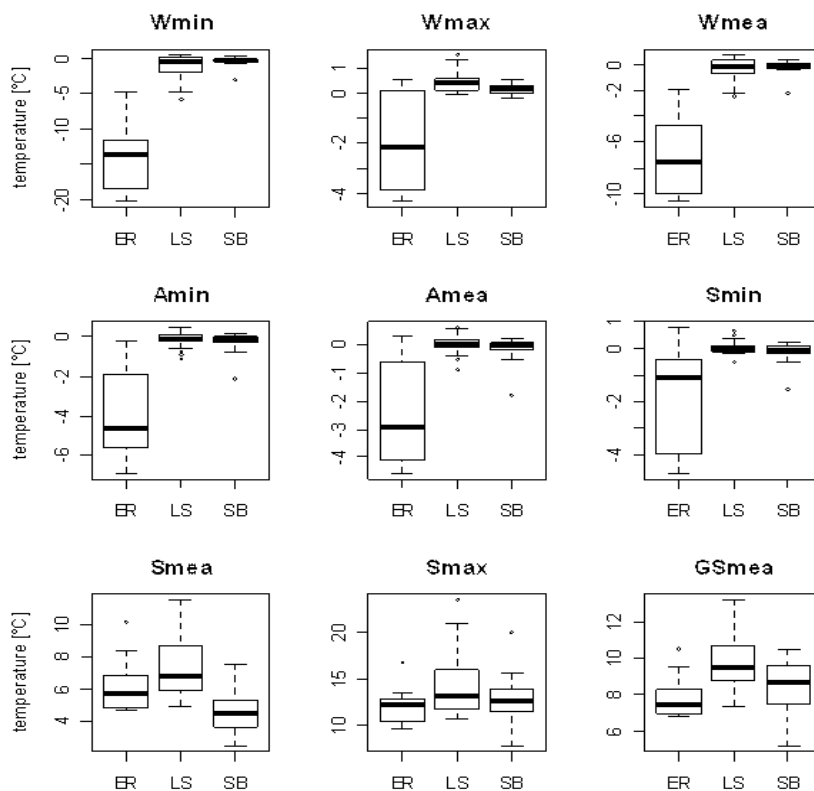 Wmin
Wmax
Wmea
temperature [°C]
0
-5
-10
-20
ER LS SB
1
0
-2
-4
ER LS SB
0
-2
-6
-10
ER LS SB
Amin
Amea
Smin
temperature [°C]
0
-2
-4
-6
ER LS SB
0
-1
-2
-3
-4
ER LS SB
1
0
-2
-4
ER LS SB
Smea
Smax
GSmea
temperature [°C]
10
8
6
4
ER LS SB
20
15
10
ER LS SB
12
10
8
6
ER LS SB